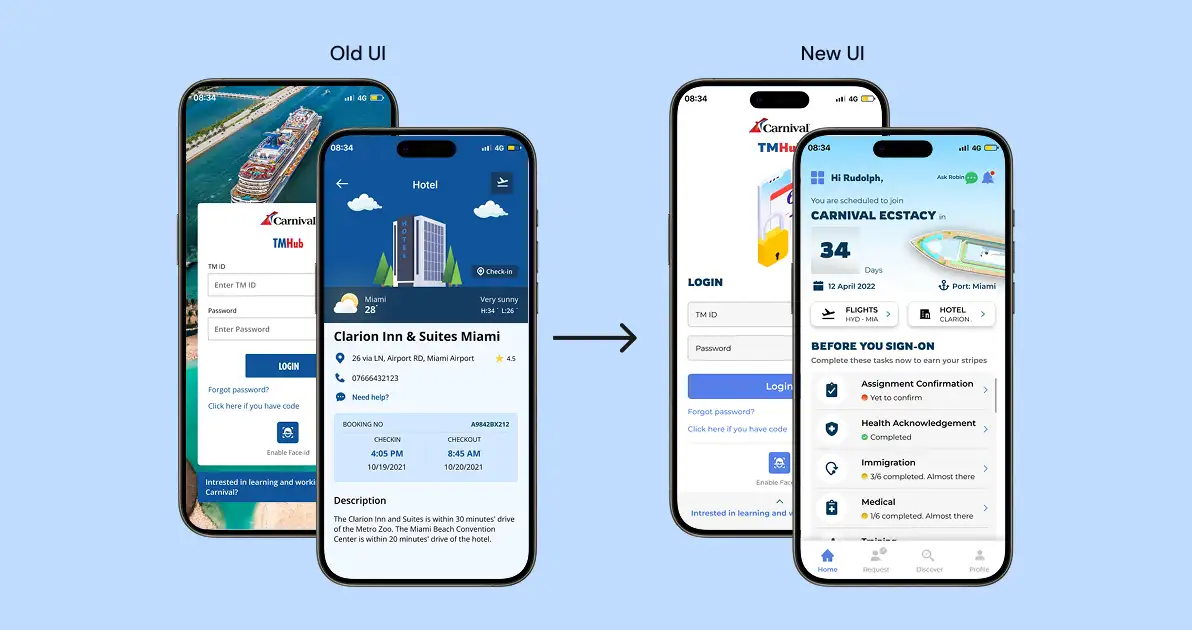 Old UI
New UI
08:34
4G
Carnival
TMHub
TM ID
Enter TM ID
Password
Enter Password
LOGIN
Forgot password?
Click here if you have code
Enable Face-id
Intrested in learning and worki
Carnival?
08:34
4G
Hotel
HOTEL
Check-in
Miami
28°
Very sunny
H:34° L:26°
Clarion Inn & Suites Miami
26 via LN, Airport RD, Miami Airport
4.5
07666432123
Need help?
BOOKING NO
A9842BX212
CHECKIN
CHECKOUT
4:05 PM
8:45 AM
10/19/2021
10/20/2021
Description
The Clarion Inn and Suites is within 30 minutes' drive
of the Metro Zoo. The Miami Beach Convention
Center is within 20 minutes' drive of the hotel.
08:34
4G
Carnival
TMHu
LOGIN
TM ID
Password
Login
Forgot password?
Click here if you have code
Enable Face
Intrested in learning and w
08:34
4G
Hi Rudolph,
Ask Robin
You are scheduled to join
CARNIVAL ECSTACY in
34
Days
12 April 2022
Port: Miami
FLIGHTS
HYD - MIA
HOTEL
CLARION .
BEFORE YOU SIGN-ON
Complete these tasks now to earn your stripes
Assignment Confirmation
Yet to confirm
Health Acknowledgement
Completed
Immigration
3/6 completed. Almost there
Medical
1/6 completed. Almost there
Training
Home
Request
Discover
Profile